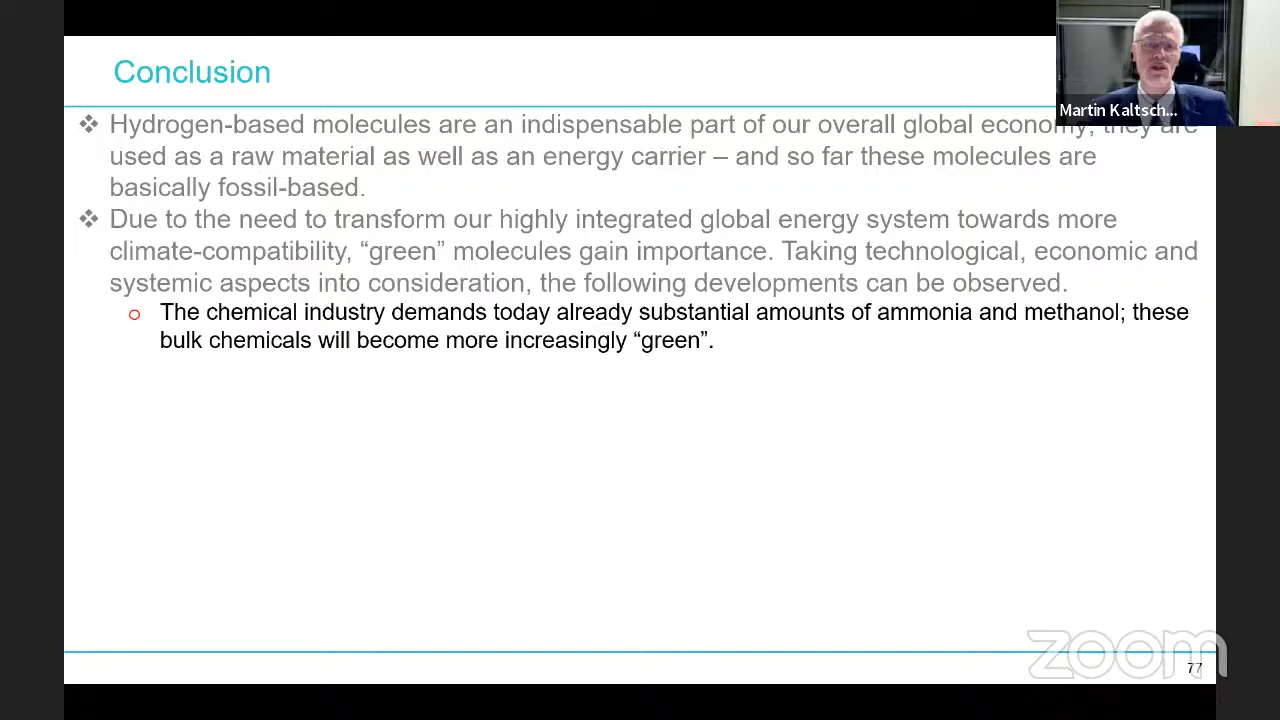 Conclusion
Martin Kaltsch...
❖ Hydrogen-based molecules are an indispensable part of our overall global economy; they are
used as a raw material as well as an energy carrier – and so far these molecules are
basically fossil-based.
❖ Due to the need to transform our highly integrated global energy system towards more
climate-compatibility, “green” molecules gain importance. Taking technological, economic and
systemic aspects into consideration, the following developments can be observed.
o The chemical industry demands today already substantial amounts of ammonia and methanol; these
bulk chemicals will become more increasingly “green”.
zoom
77